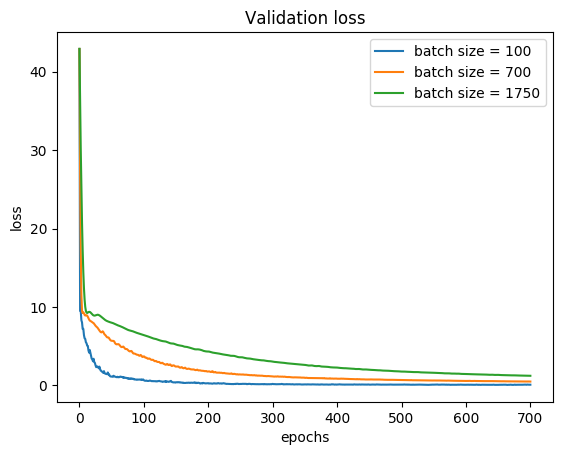 Validation loss
batch size = 100
batch size = 700
batch size = 1750
40
30
20
10
0
loss
0 100 200 300 400 500 600 700
epochs